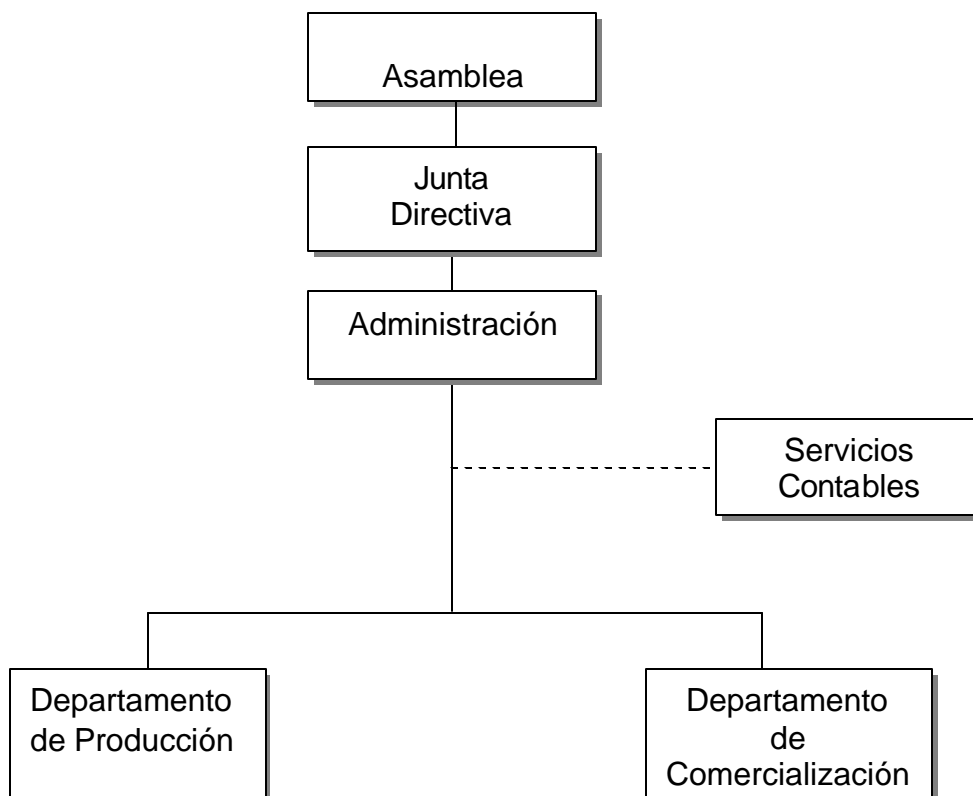 Asamblea
Junta
Directiva
Administración
Servicios
Contables
Departamento
de Producción
Departamento
de
Comercialización